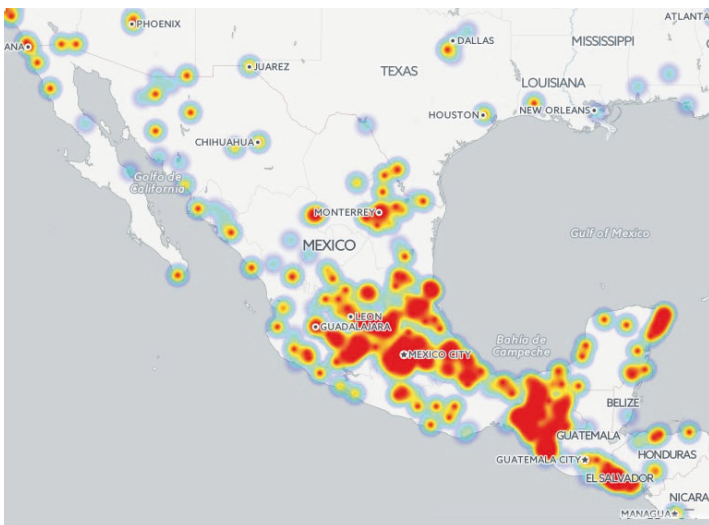 PHOENIX
ATLANTA
ANA
DALLAS
MISSISSIPPI
JUAREZ
TEXAS
LOUISIANA
HOUSTON
NEW ORLEANS
CHIHUAHUA
Golfo de
California
MONTERREY
Gulf of Mexico
MEXICO
LEON
GUADALAJARA
Bahía de
Campeche
MEXICO CITY
BELIZE
GUATEMALA
GUATEMALA CITY
HONDURAS
EL SALVADOR
NICARA
MANAGUA